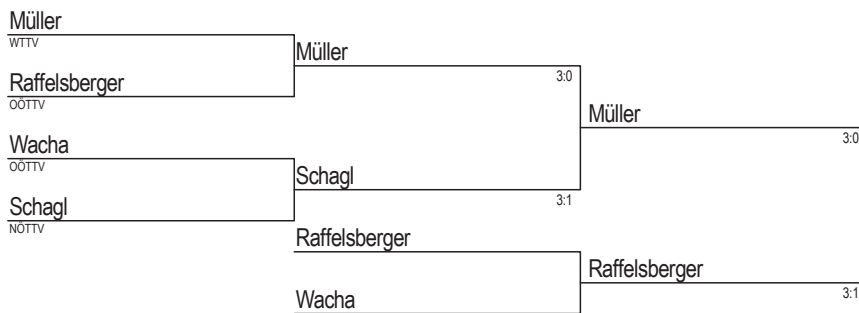 Müller
WTTV
Müller
3:0
Raffelsberger
OÖTTV
Müller
3:0
Wacha
OÖTTV
Schagl
3:1
Schagl
NÖTTV
Raffelsberger
Raffelsberger
3:1
Wacha